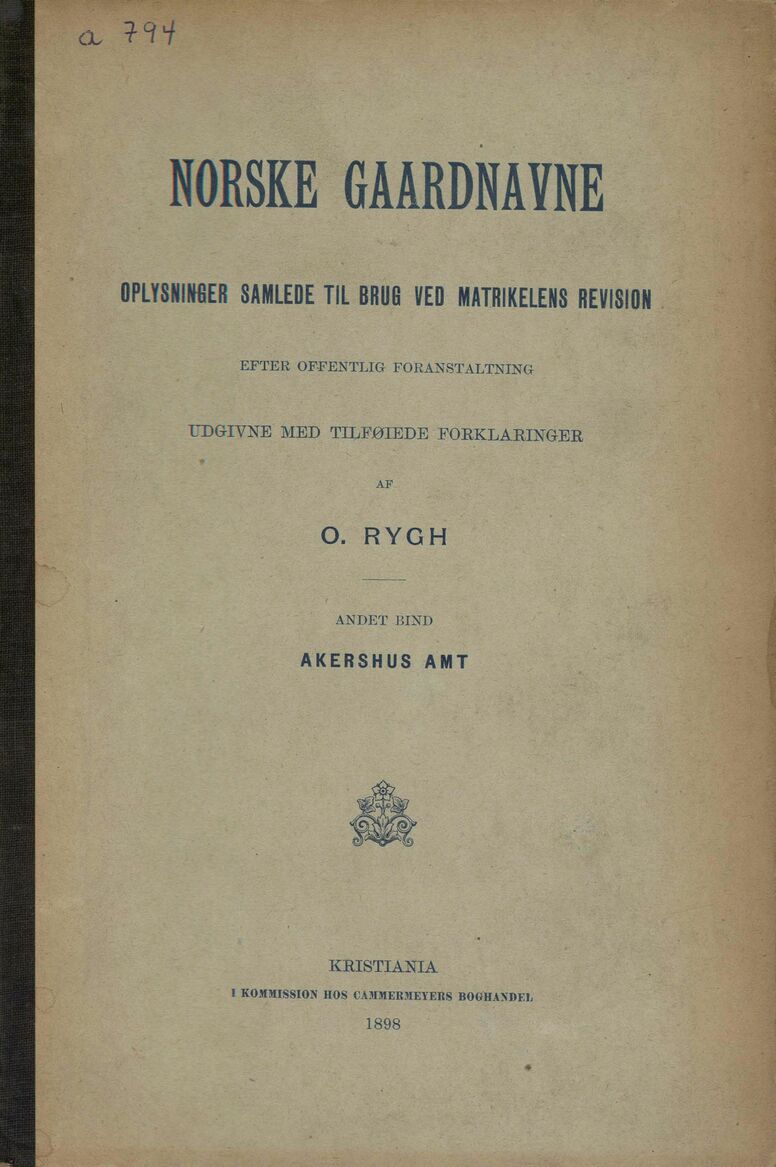 a 794
NORSKE GAARDNAVNE
OPLYSNINGER SAMLEDE TIL BRUG VED MATRIKELENS REVISION
EFTER OFFENTLIG FORANSTALTNING
UDGIVNE MED TILFØIEDE FORKLARINGER
AF
O. RYGH
ANDET BIND
AKERSHUS AMT
KRISTIANIA
I KOMMISSION HOS CAMMERMEYERS BOGHANDEL
1898